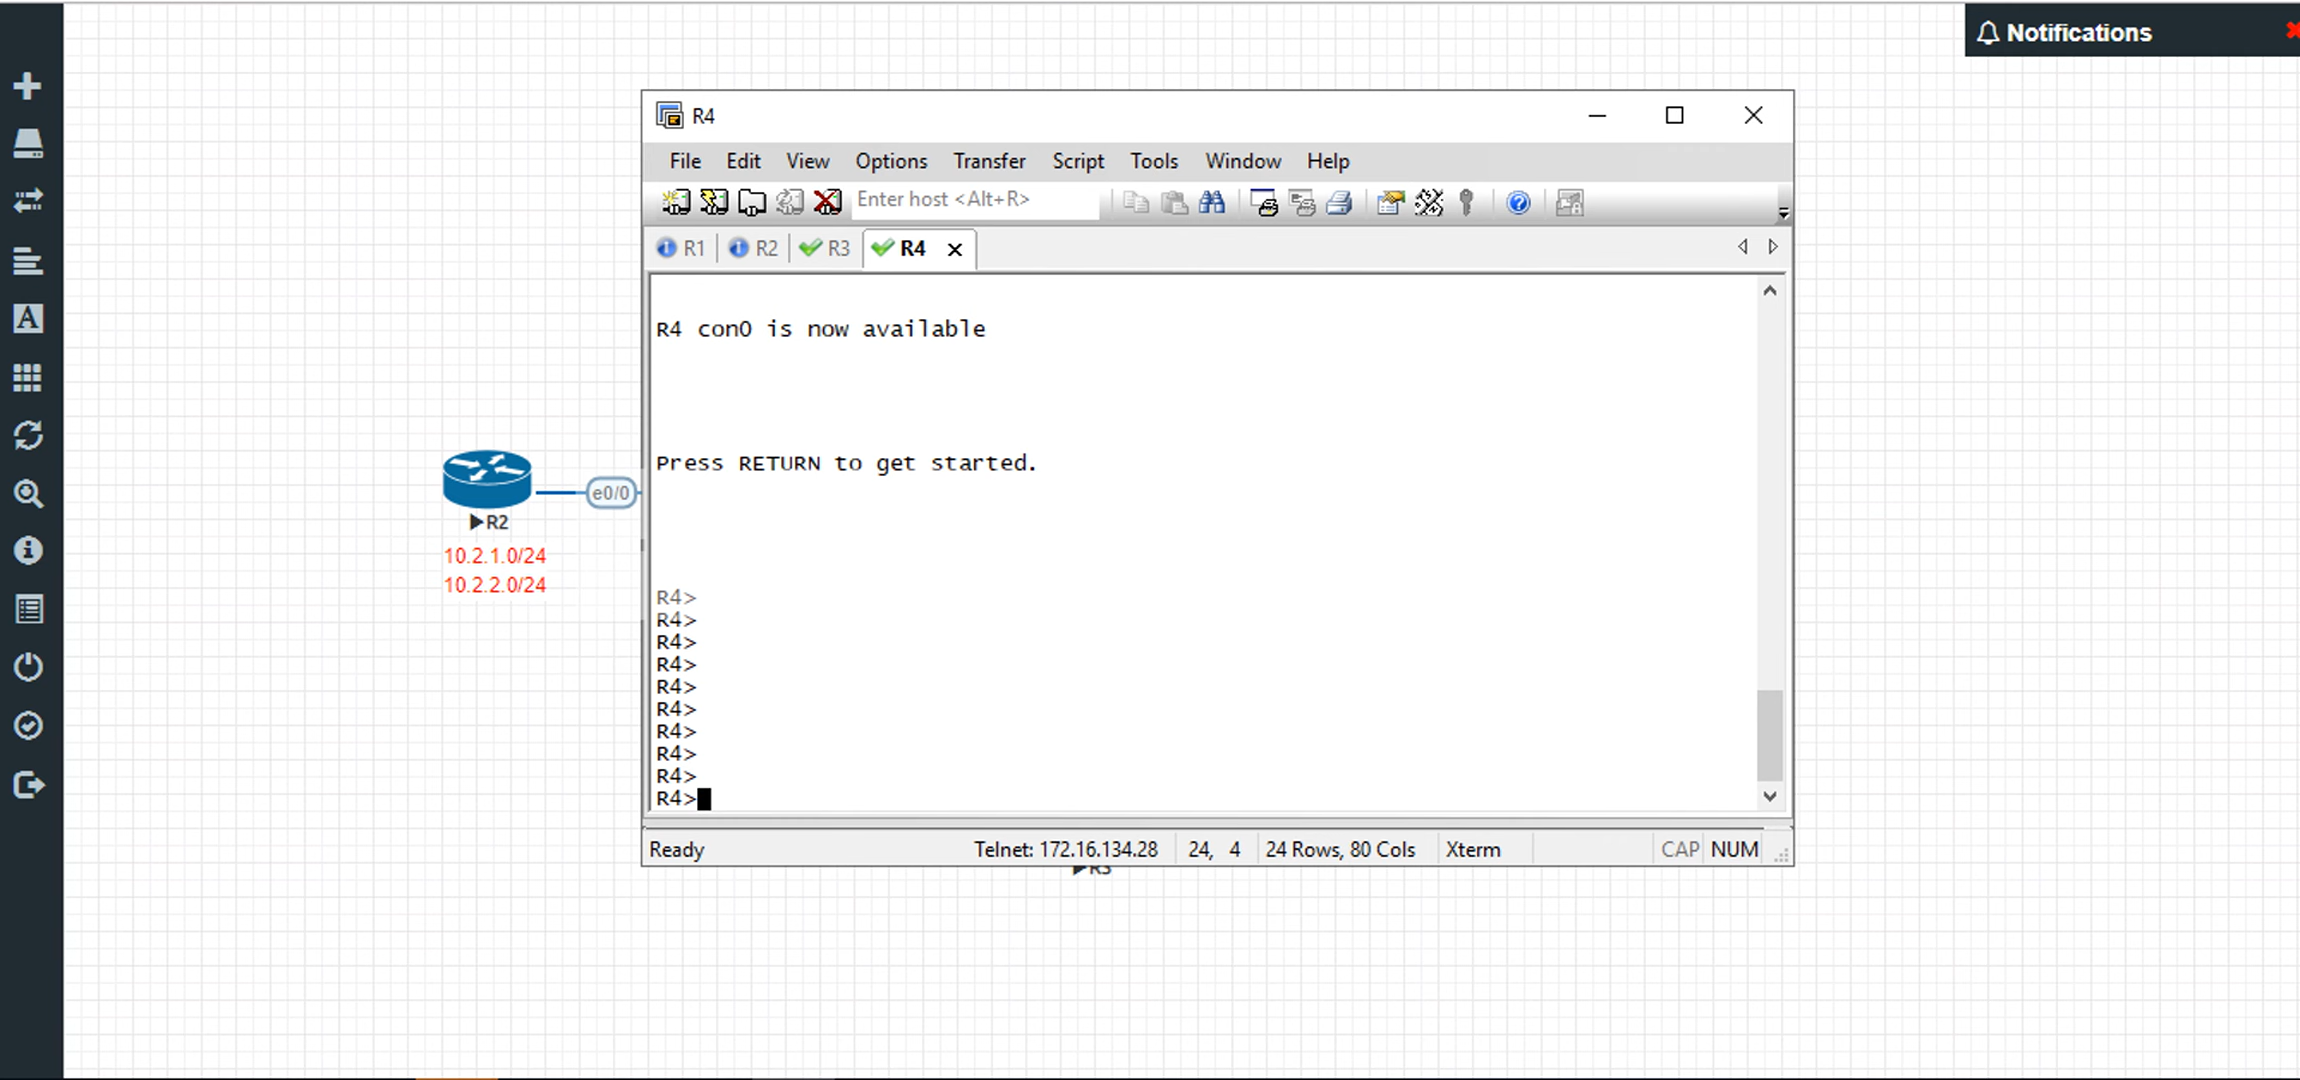 Notifications
R4
File Edit View Options Transfer Script Tools Window Help
Enter host <Alt+R>
R1 R2 R3 R4
R4 con0 is now available
Press RETURN to get started.
R4>
R4>
R4>
R4>
R4>
R4>
R4>
R4>
R4>
R4>
Ready Telnet: 172.16.134.28 24, 4 24 Rows, 80 Cols Xterm CAP NUM
e0/0
R2
10.2.1.0/24
10.2.2.0/24
R3